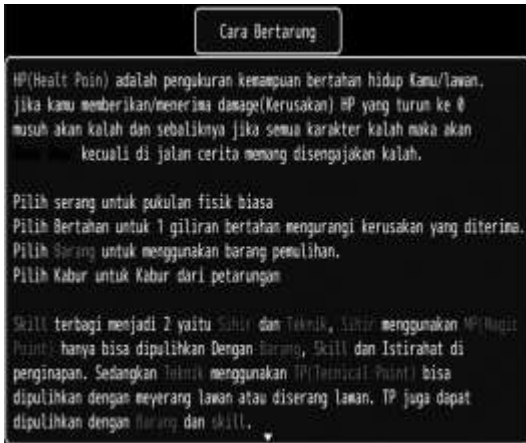 Cara Bertarung
HP(Healt Poin) adalah pengukuran kemampuan bertahan hidup Kamu/lawan.
jika kamu memberikan/menerima damage(Kerusakan) HP yang turun ke 0
musuh akan kalah dan sebaliknya jika semua karakter kalah maka akan
kecuali di jalan cerita memang disengajakan kalah.
Pilih serang untuk pukulan fisik biasa
Pilih Bertahan untuk 1 giliran bertahan mengurangi kerusakan yang diterima.
Pilih Barang untuk menggunakan barang pemulihan.
Pilih Kabur untuk Kabur dari petarungan
Skill terbagi menjadi 2 yaitu Sihir dan Teknik, Sihir menggunakan MP(Magic
Point) hanya bisa dipulihkan Dengan Barang, Skill dan Istirahat di
penginapan. Sedangkan Teknik menggunakan TP(Technical Point) bisa
dipulihkan dengan meyerang lawan atau diserang lawan. TP juga dapat
dipulihkan dengan Barang dan skill.